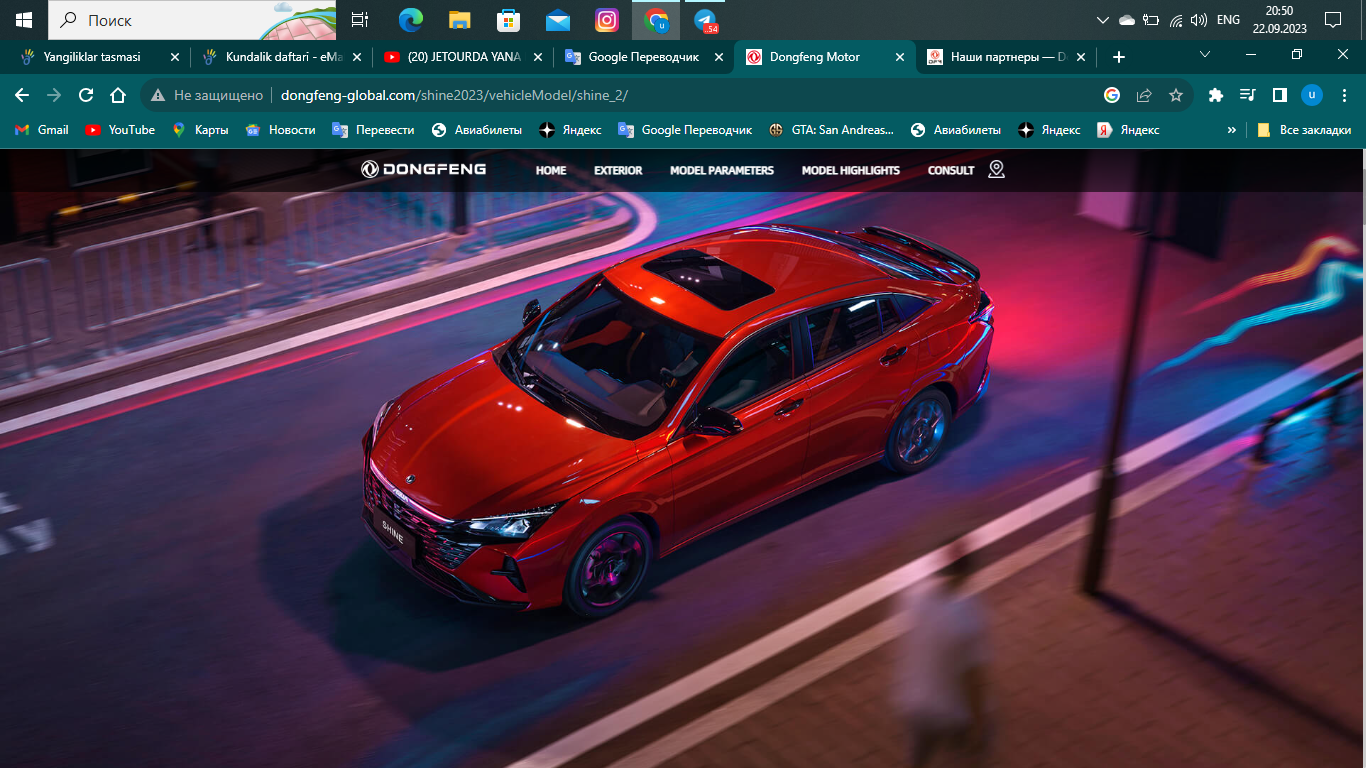 Поиск
.54
ENG
20:50
22.09.2023
Yangiliklar tasmasi
Kundalik daftari - eMa
(20) JETOURDA YANA
Google Переводчик
Dongfeng Motor
Наши партнеры — D
Не защищено
dongfeng-global.com/shine2023/vehicleModel/shine_2/
u
Gmail
YouTube
Карты
Новости
Перевести
Авиабилеты
Яндекс
Google Переводчик
GTA: San Andreas...
Авиабилеты
Яндекс
Яндекс
»
Все закладки
DONGFENG
HOME
EXTERIOR
MODEL PARAMETERS
MODEL HIGHLIGHTS
CONSULT
SHINE